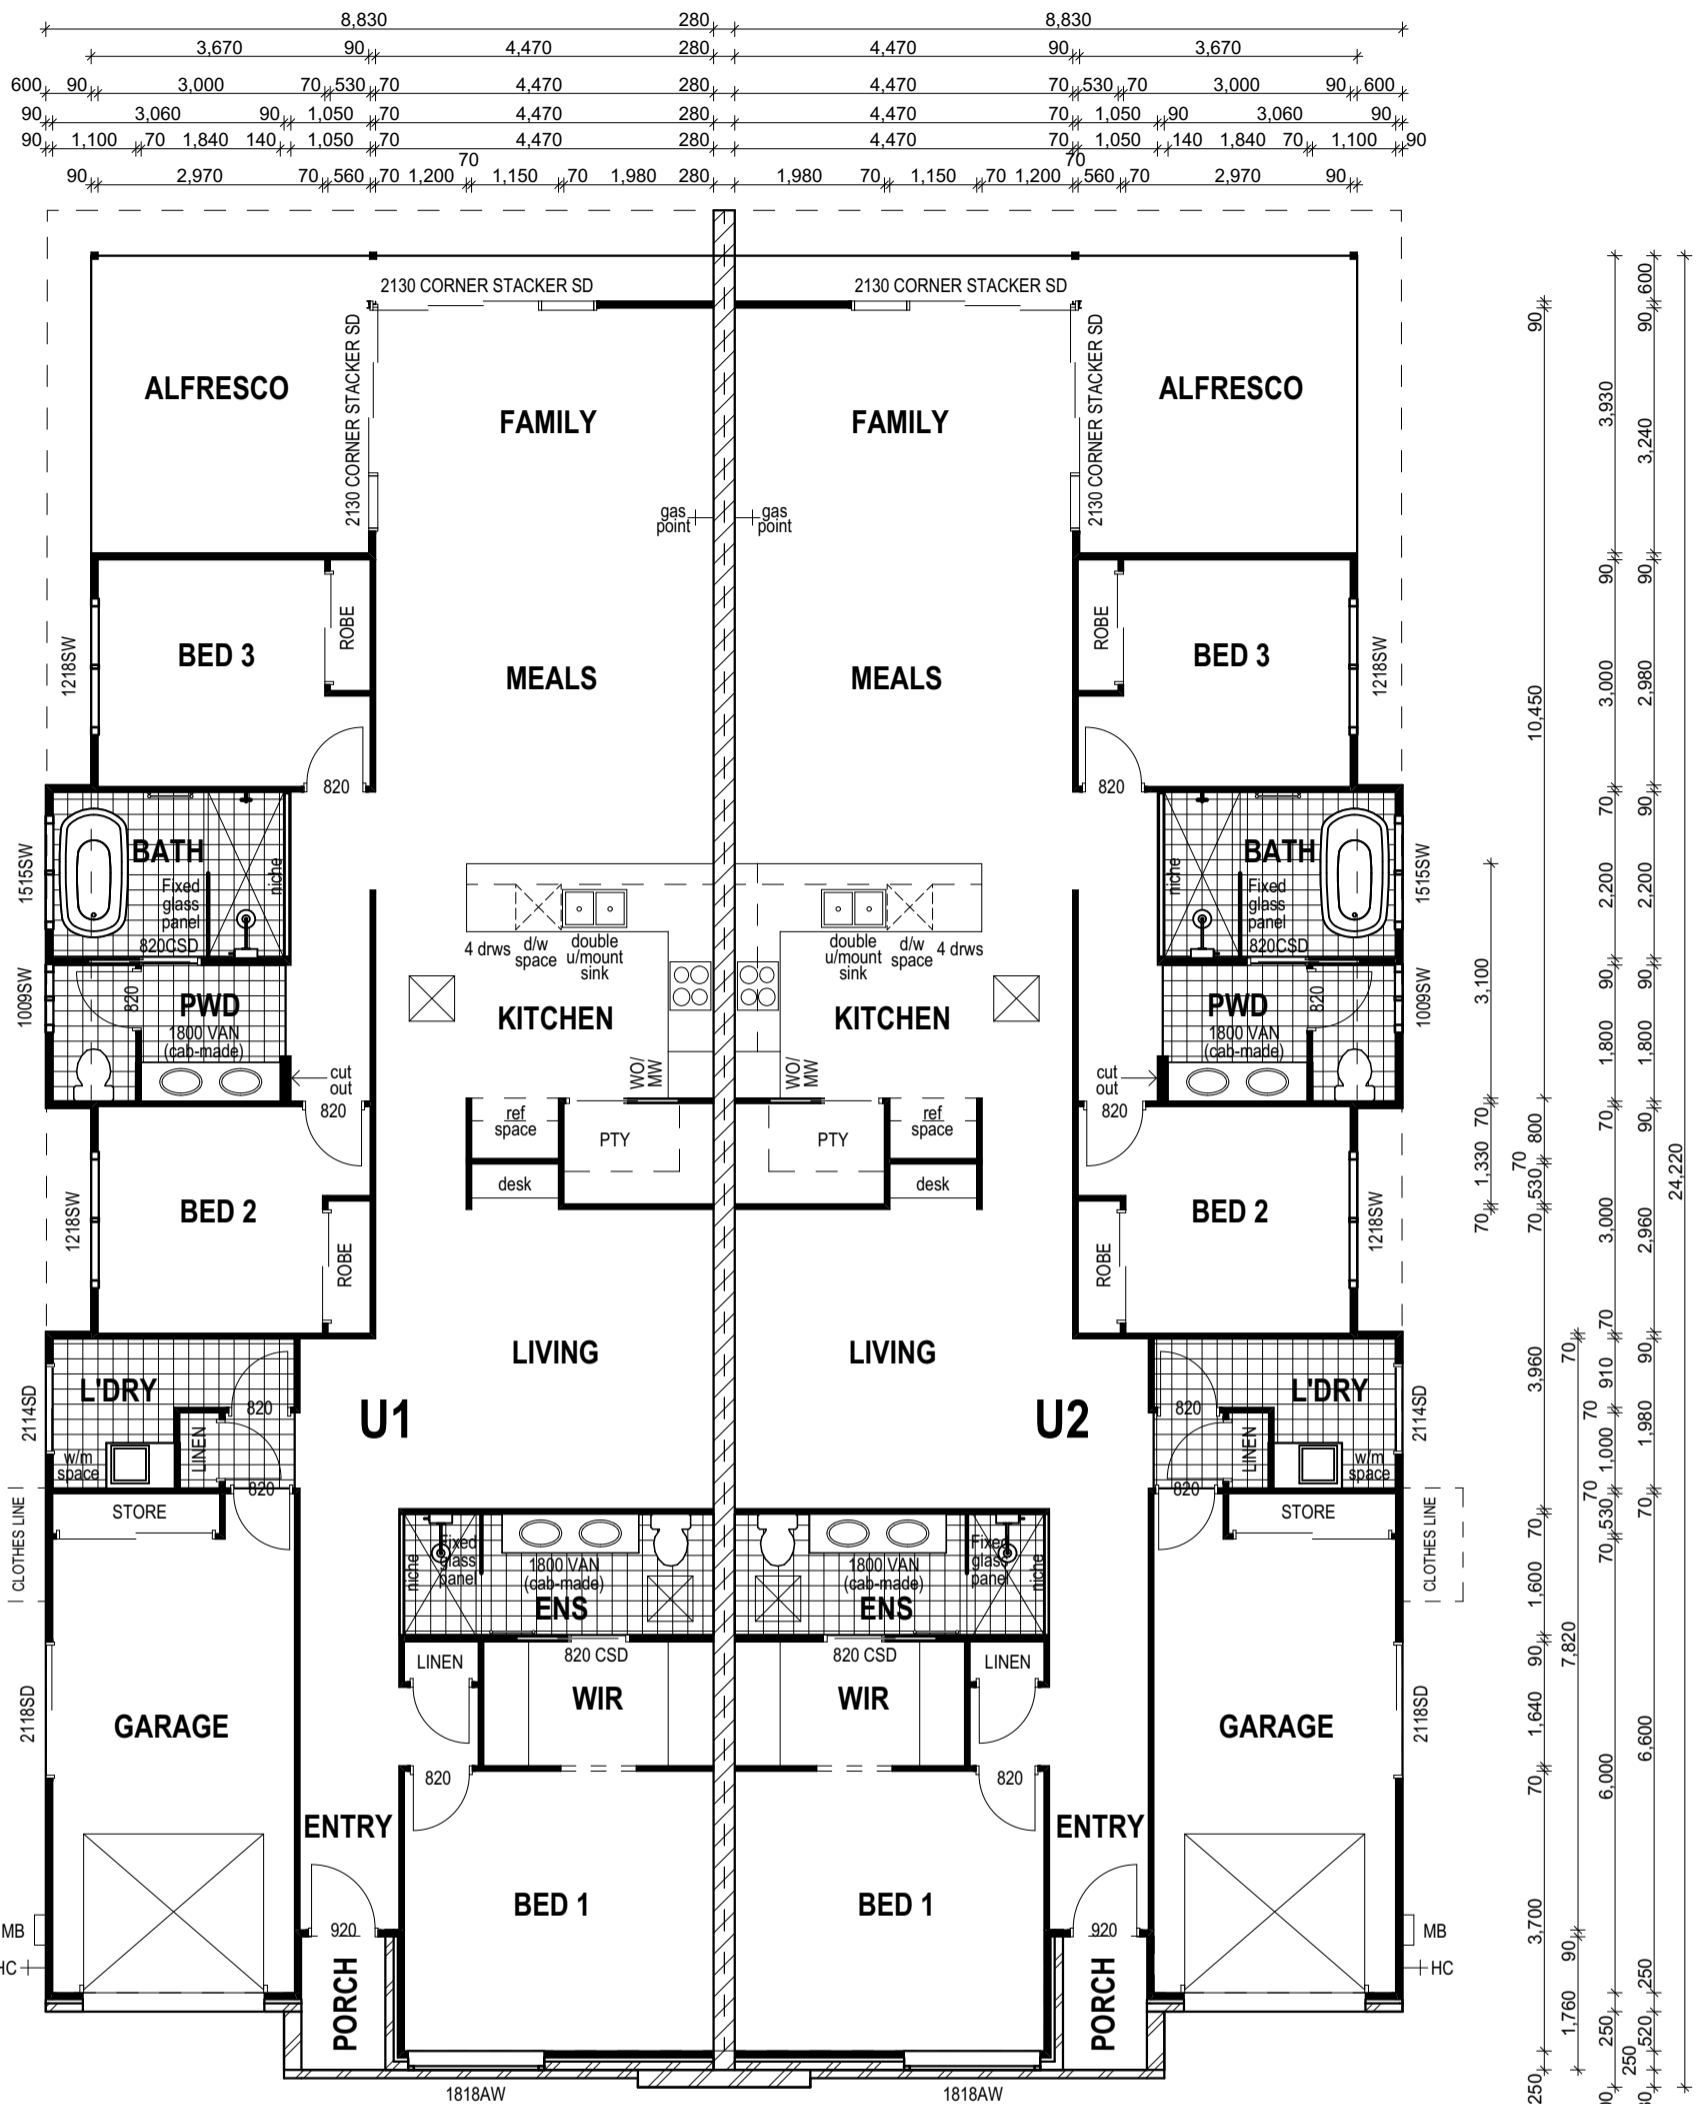 8,830 280 8,830
3,670 90 4,470 280 4,470 90 3,670
600 90 3,000 70 530 70 4,470 280 4,470 70 530 70 3,000 90 600
90 3,060 90 1,050 70 4,470 280 4,470 70 1,050 90 3,060 90
90 1,100 70 1,840 140 1,050 70 4,470 280 4,470 70 1,050 140 1,840 70 1,100 90
70 70
90 2,970 70 560 70 1,200 1,150 70 1,980 280 1,980 70 1,150 70 1,200 560 70 2,970 90
2130 CORNER STACKER SD 2130 CORNER STACKER SD
2130 CORNER STACKER SD 2130 CORNER STACKER SD
ALFRESCO ALFRESCO
FAMILY FAMILY
gas gas
point point
ROBE ROBE
BED 3 BED 3
1218SW 1218SW
MEALS MEALS
820 820
BATH BATH
1515SW niche niche 1515SW
Fixed Fixed
glass glass
panel panel
820CSD 820CSD
4 drws d/w double double d/w 4 drws
space u/mount u/mount space
sink sink
1009SW 820 820 1009SW
PWD PWD
KITCHEN KITCHEN
1800 VAN 1800 VAN
(cab-made) (cab-made)
WO/ WO/
MW MW
cut cut
out out
820 820
ref ref
space space
PTY PTY
desk desk
BED 2 BED 2
1218SW 1218SW
ROBE ROBE
LIVING LIVING
L'DRY L'DRY
2114SD 2114SD
820 820
U1 U2
LINEN LINEN
w/m w/m
space space
820 820
STORE STORE
CLOTHES LINE CLOTHES LINE
niche niche
Fixed Fixed
glass glass
panel panel
1800 VAN 1800 VAN
(cab-made) (cab-made)
ENS ENS
820 CSD 820 CSD
LINEN LINEN
WIR WIR
GARAGE GARAGE
2118SD 2118SD
820 820
ENTRY ENTRY
BED 1 BED 1
920 920
MB MB
HC HC
PORCH PORCH
1818AW 1818AW
3,100
70
1,330
70
90
10,450
800
70
530
70
3,960
70
1,600
90
1,640
70
3,700
250
70
7,820
90
1,760
3,930
90
3,000
70
2,200
90
1,800
70
3,000
70
910
70
1,000
70
530
70
6,000
250
600
90
3,240
90
2,980
90
2,200
90
1,800
90
2,960
90
1,980
70
6,600
250
520
250
24,220